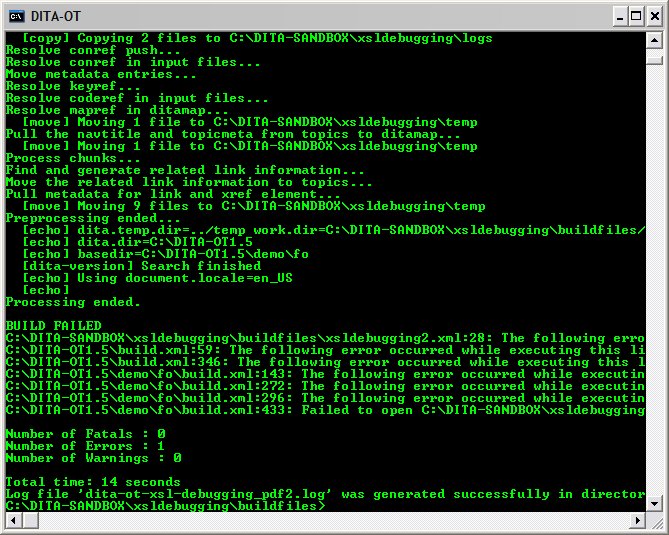 DITA-OT
[copy] Copying 2 files to C:\DITA-SANDBOX\xsldebugging\logs
Resolve conref push...
Resolve conref in input files...
Move metadata entries...
Resolve keyref...
Resolve coderef in input files...
Resolve mapref in ditamap...
[move] Moving 1 file to C:\DITA-SANDBOX\xsldebugging\temp
Pull the navtitle and topicmeta from topics to ditamap...
[move] Moving 1 file to C:\DITA-SANDBOX\xsldebugging\temp
Process chunks...
Find and generate related link information...
Move the related link information to topics...
Pull metadata for link and xref element...
[move] Moving 9 files to C:\DITA-SANDBOX\xsldebugging\temp
Preprocessing ended...
[echo] dita.temp.dir=../temp work.dir=C:\DITA-SANDBOX\xsldebugging\buildfiles/
[echo] dita.dir=C:\DITA-OT1.5
[echo] basedir=C:\DITA-OT1.5\demo\fo
[dita-version] Search finished
[echo] Using document.locale=en_US
[echo]
Processing ended.
BUILD FAILED
C:\DITA-SANDBOX\xsldebugging\buildfiles\xsldebugging2.xml:28: The following erro
C:\DITA-OT1.5\build.xml:59: The following error occurred while executing this li
C:\DITA-OT1.5\build.xml:346: The following error occurred while executing this l
C:\DITA-OT1.5\demo\fo\build.xml:143: The following error occurred while executin
C:\DITA-OT1.5\demo\fo\build.xml:272: The following error occurred while executin
C:\DITA-OT1.5\demo\fo\build.xml:296: The following error occurred while executin
C:\DITA-OT1.5\demo\fo\build.xml:433: Failed to open C:\DITA-SANDBOX\xsldebugging
Number of Fatals : 0
Number of Errors : 1
Number of Warnings : 0
Total time: 14 seconds
Log file 'dita-ot-xsl-debugging_pdf2.log' was generated successfully in director
C:\DITA-SANDBOX\xsldebugging\buildfiles>